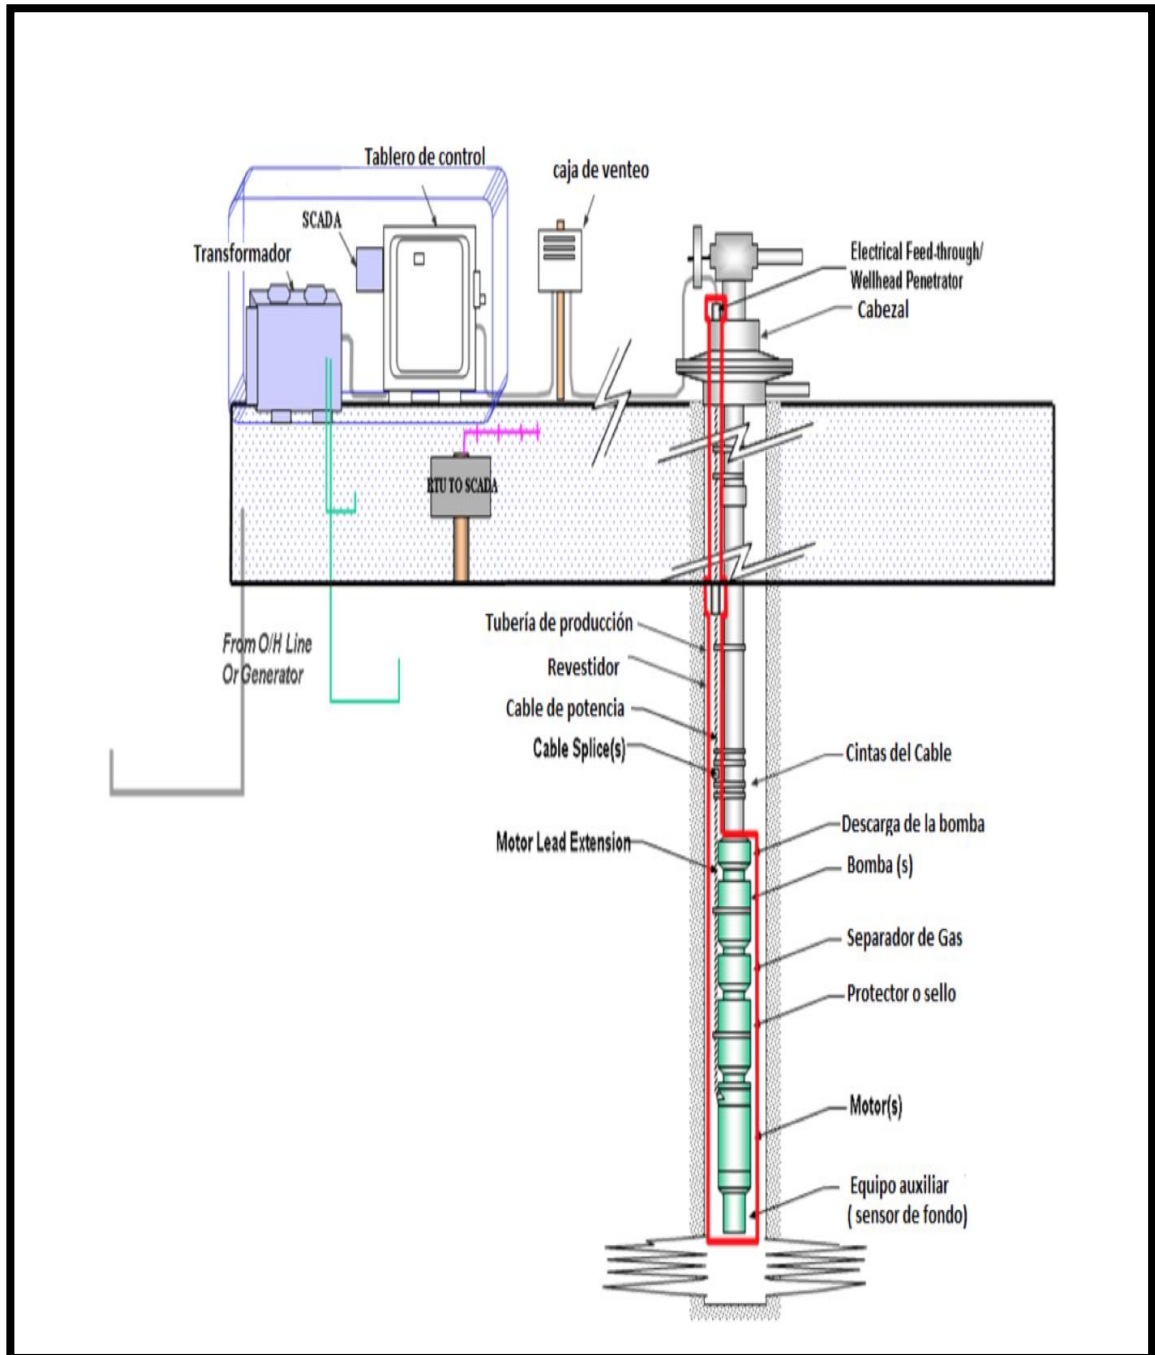 Tablero de control
caja de venteo
SCADA
Transformador
Electrical Feed-through/
Wellhead Penetrator
Cabezal
RTU TO SCADA
From O/H Line
Or Generator
Tubería de producción
Revestidor
Cable de potencia
Cable Splice(s)
Cintas del Cable
Motor Lead Extension
Descarga de la bomba
Bomba (s)
Separador de Gas
Protector o sello
Motor(s)
Equipo auxiliar
( sensor de fondo)